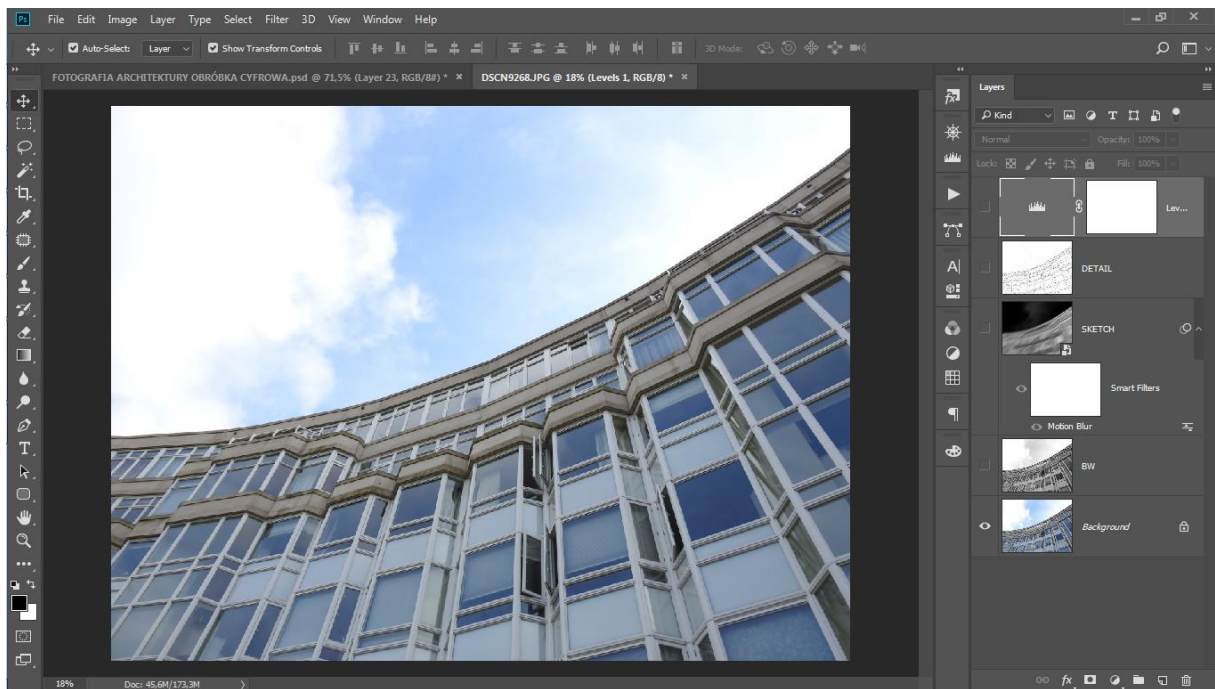 Ps File Edit Image Layer Type Select Filter 3D View Window Help
Auto-Select: Layer Show Transform Controls 3D Mode:
FOTOGRAFIA ARCHITEKTURY OBRÓBKA CYFROWA.psd @ 71,5% (Layer 23, RGB/8#) * × DSCN9268.JPG @ 18% (Levels 1, RGB/8) * ×
Layers
Kind
Normal Opacity: 100%
Lock: Fill: 100%
Lev...
DETAIL
SKETCH
Smart Filters
Motion Blur
BW
Background
18% Doc: 45,6M/173,3M